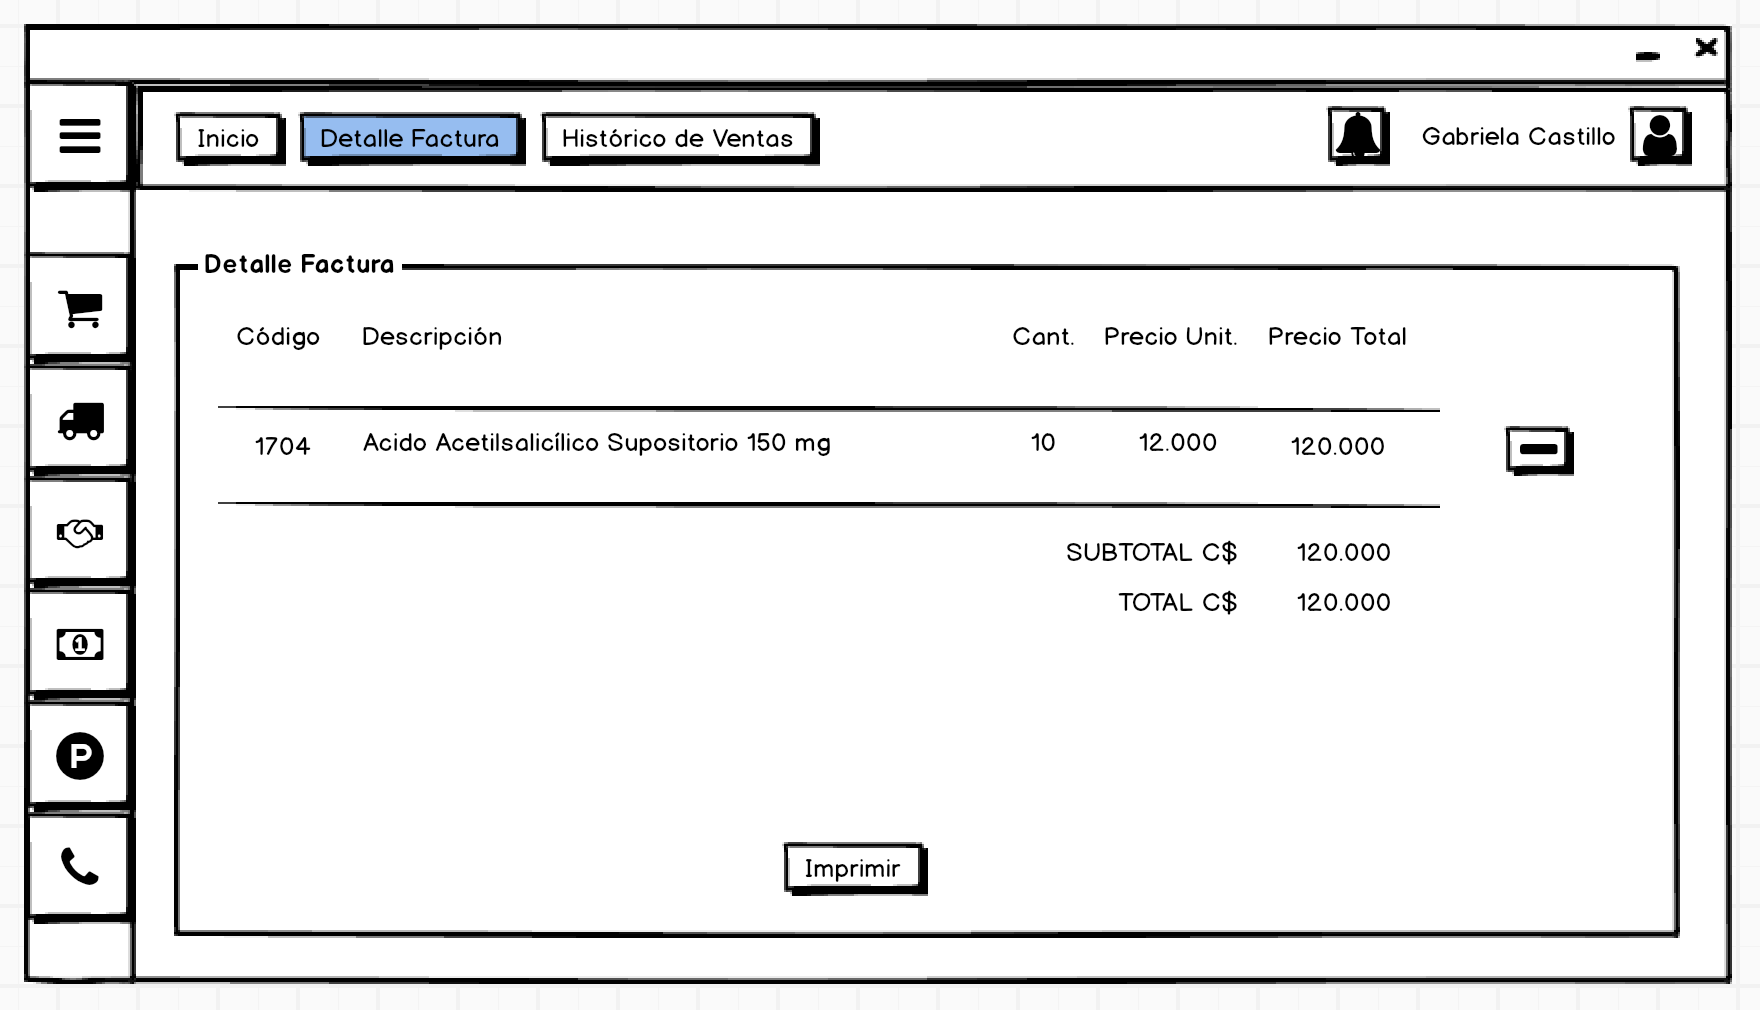 Inicio
Detalle Factura
Histórico de Ventas
Gabriela Castillo
Detalle Factura
Código Descripción Cant. Precio Unit. Precio Total
1704 Acido Acetilsalicílico Supositorio 150 mg 10 12.000 120.000
SUBTOTAL C$ 120.000
TOTAL C$ 120.000
1
P
Imprimir